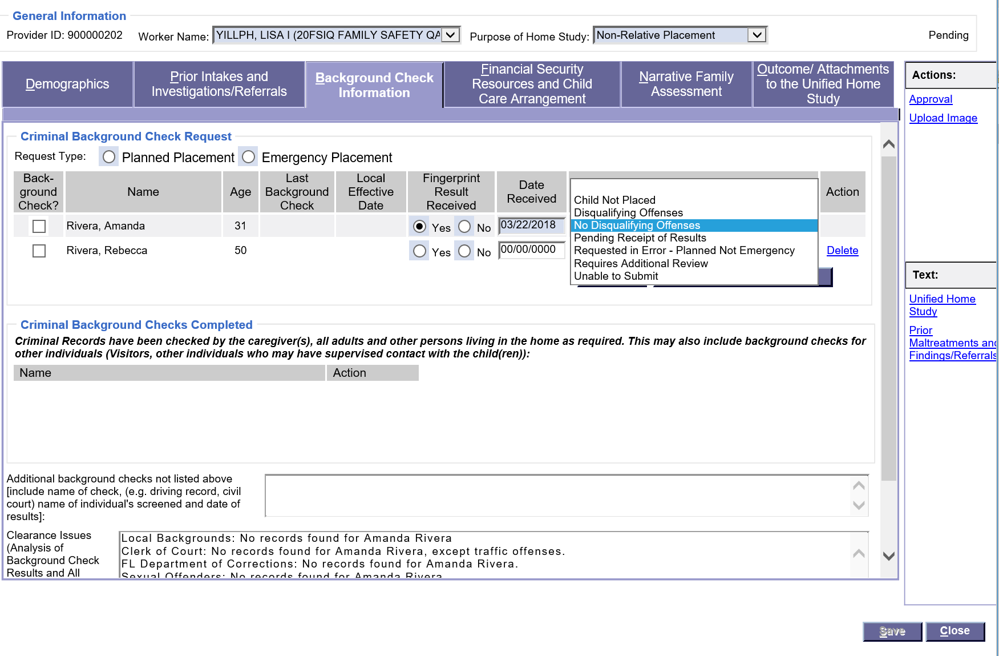 General Information
Provider ID: 900000202 Worker Name: YILLPH, LISA I (20FSIQ FAMILY SAFETY QA Purpose of Home Study: Non-Relative Placement Pending
Demographics
Prior Intakes and
Investigations/Referrals
Background Check
Information
Financial Security
Resources and Child
Care Arrangement
Narrative Family
Assessment
Outcome/ Attachments
to the Unified Home
Study
Actions:
Approval
Upload Image
Criminal Background Check Request
Request Type: Planned Placement Emergency Placement
Back-
ground
Check?
Name
Age
Last
Background
Check
Local
Effective
Date
Fingerprint
Result
Received
Date
Received
Action
Rivera, Amanda 31 Yes No 03/22/2018
Rivera, Rebecca 50 Yes No 00/00/0000 Delete
Child Not Placed
Disqualifying Offenses
No Disqualifying Offenses
Pending Receipt of Results
Requested in Error - Planned Not Emergency
Requires Additional Review
Unable to Submit
Text:
Unified Home
Study
Prior
Maltreatments and
Findings/Referrals
Criminal Background Checks Completed
Criminal Records have been checked by the caregiver(s), all adults and other persons living in the home as required. This may also include background checks for
other individuals (Visitors, other individuals who may have supervised contact with the child(ren)):
Name Action
Additional background checks not listed above
[include name of check, (e.g. driving record, civil
court) name of individual's screened and date of
results]:
Clearance Issues
(Analysis of
Background Check
Results and All
Local Backgrounds: No records found for Amanda Rivera
Clerk of Court: No records found for Amanda Rivera, except traffic offenses.
FL Department of Corrections: No records found for Amanda Rivera.
Sexual Offenders: No records found for Amanda Rivera
Save Close